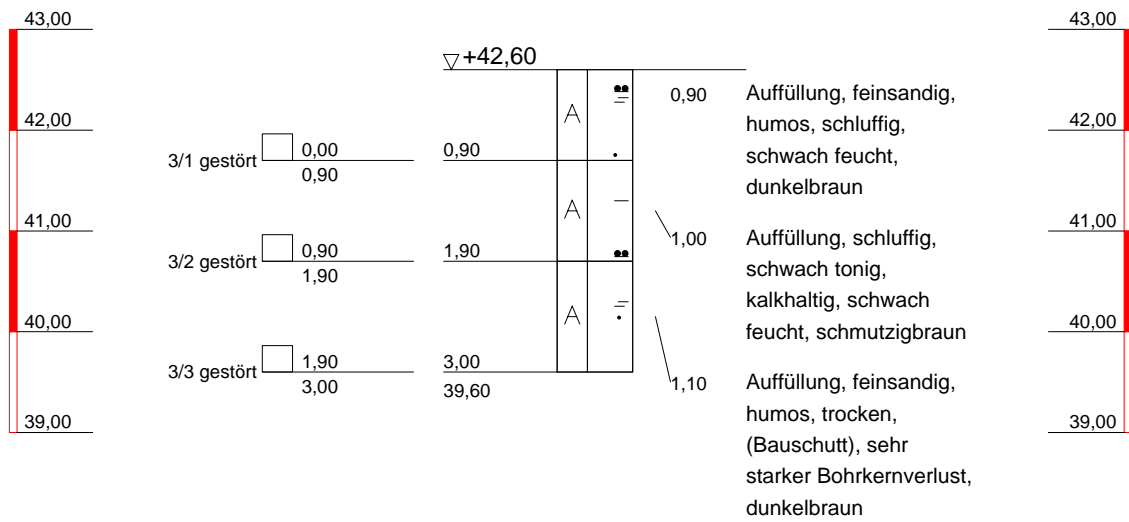 43,00
43,00
+42,60
0,90
Auffüllung, feinsandig,
humos, schluffig,
schwach feucht,
dunkelbraun
A
42,00
42,00
3/1 gestört
0,00
0,90
0,90
A
41,00
41,00
1,00
Auffüllung, schluffig,
schwach tonig,
kalkhaltig, schwach
feucht, schmutzigbraun
3/2 gestört
0,90
1,90
1,90
A
40,00
40,00
3/3 gestört
1,90
3,00
3,00
39,60
1,10
Auffüllung, feinsandig,
humos, trocken,
(Bauschutt), sehr
starker Bohrkernverlust,
dunkelbraun
39,00
39,00